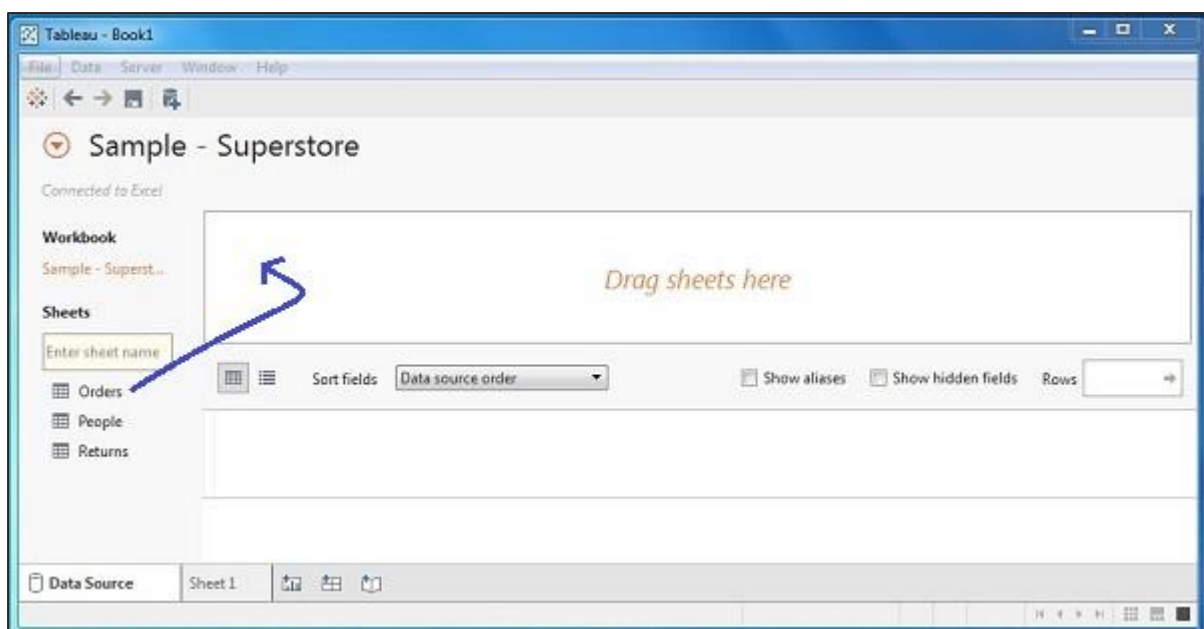 Tableau - Book1
File Data Server Window Help
Sample - Superstore
Connected to Excel
Workbook
Sample - Superst...
Drag sheets here
Sheets
Enter sheet name
Sort fields Data source order Show aliases Show hidden fields Rows
Orders
People
Returns
Data Source Sheet 1